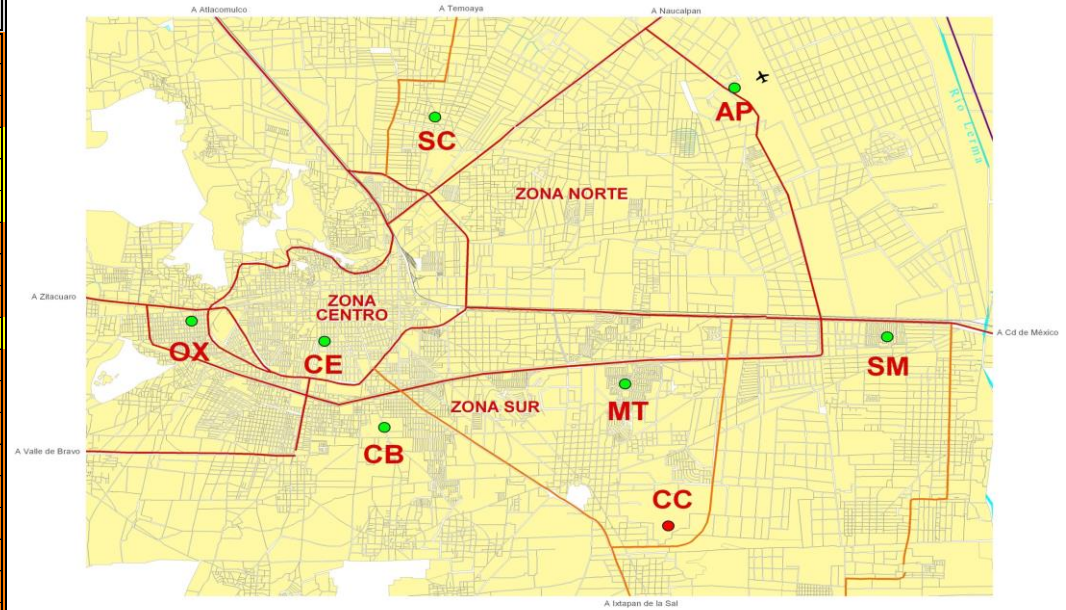 A Atlacomulco
A Temoaya
A Naucalpan
AP
SC
Río Lerma
ZONA NORTE
A Zitacuaro
ZONA
CENTRO
A Cd de México
OX
CE
SM
ZONA SUR
MT
CB
A Valle de Bravo
CC
A Ixtapan de la Sal